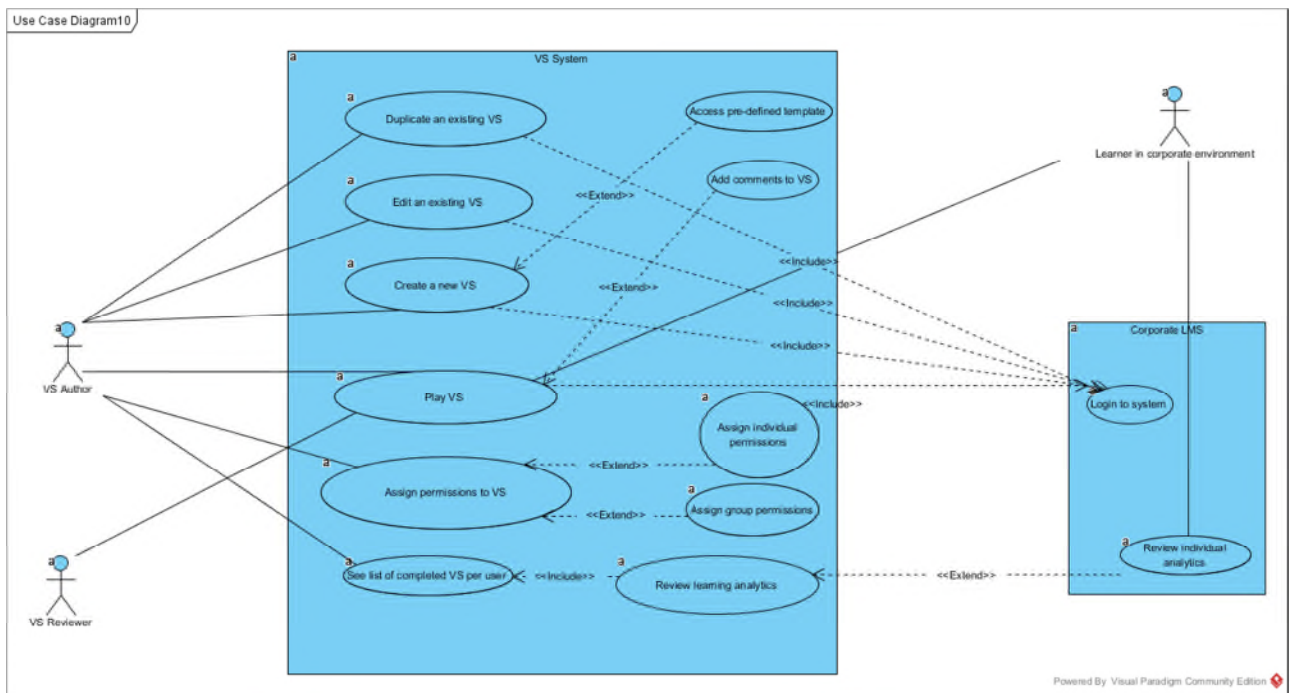 Use Case Diagram10
a
VS System
a
Duplicate an existing VS
Access pre-defined template
a
Learner in corporate environment
a
Edit an existing VS
Add comments to VS
<<Extend>>
a
Create a new VS
<<Include>>
<<Extend>>
<<Include>>
a
VS Author
a
Corporate LMS
<<Include>>
a
Play VS
Login to system
<<Include>>
a
Assign individual
permissions
a
Assign permissions to VS
<<Extend>>
a
Assign group permissions
<<Extend>>
a
VS Reviewer
a
See list of completed VS per user
<<Include>>
a
Review learning analytics
<<Extend>>
a
Review individual
analytics
Powered By Visual Paradigm Community Edition